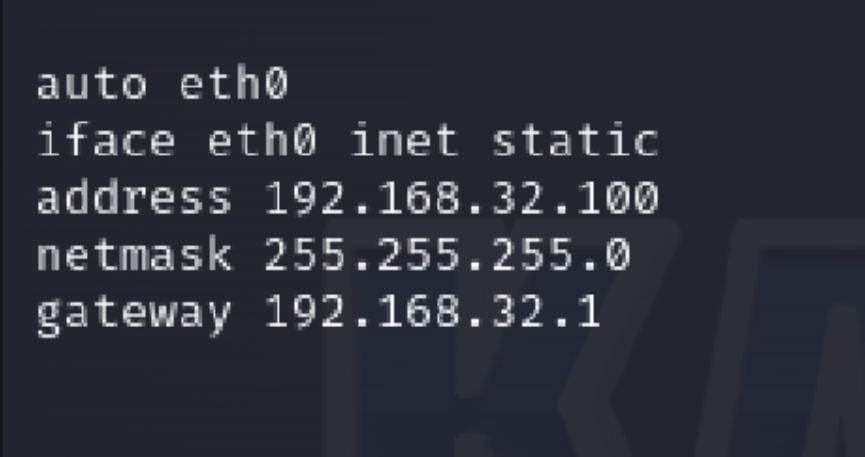 auto eth0
iface eth0 inet static
address 192.168.32.100
netmask 255.255.255.0
gateway 192.168.32.1